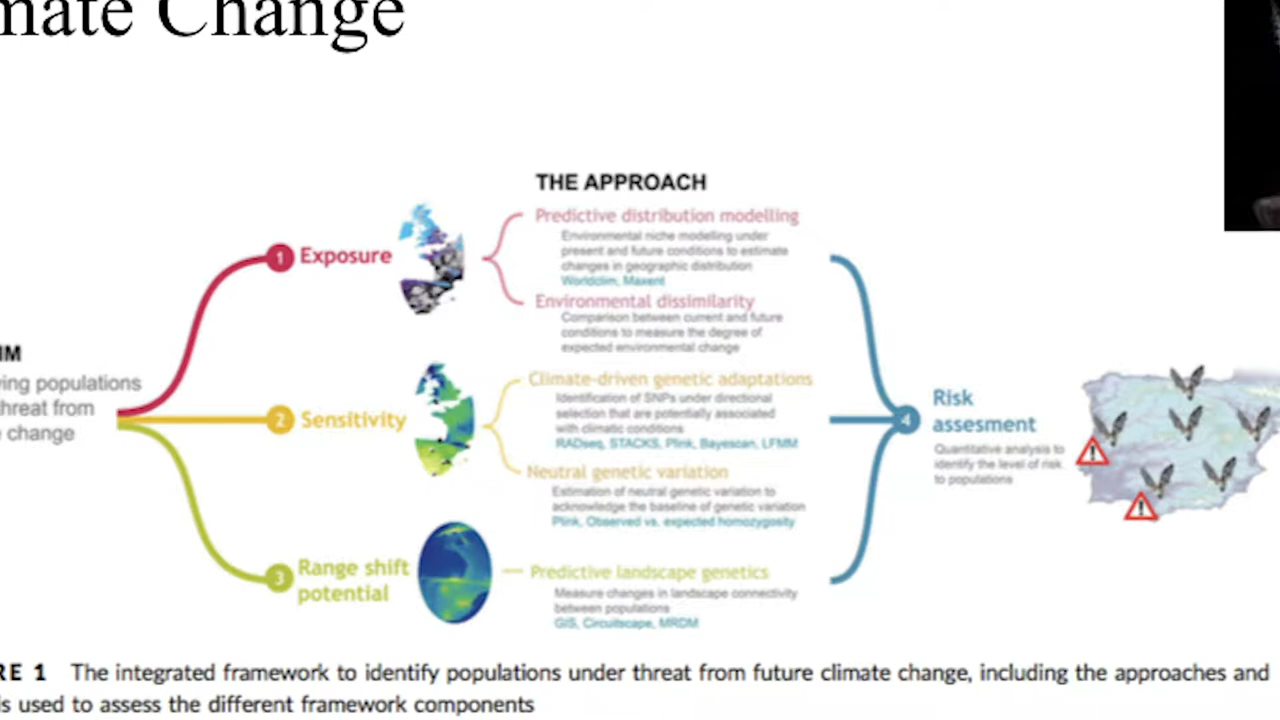 mate Change
THE APPROACH
1 Exposure
Predictive distribution modelling
Environmental niche modelling under
present and future conditions to estimate
changes in geographic distribution
Worldclim, Maxent
Environmental dissimilarity
Comparison between current and future
conditions to measure the degree of
expected environmental change
IM
ing populations
threat from
change
2 Sensitivity
Climate-driven genetic adaptations
Identification of SNPs under directional
selection that are potentially associated
with climatic conditions
RADseq, STACKS, Plink, Bayescan, LFMM
Neutral genetic variation
Estimation of neutral genetic variation to
acknowledge the baseline of genetic variation
Plink, Observed vs. expected homozygosity
3 Range shift
potential
Predictive landscape genetics
Measure changes in landscape connectivity
between populations
GIS, Circuitscape, MRDM
4 Risk
assesment
Quantitative analysis to
identify the level of risk
to populations
RE 1 The integrated framework to identify populations under threat from future climate change, including the approaches and
s used to assess the different framework components